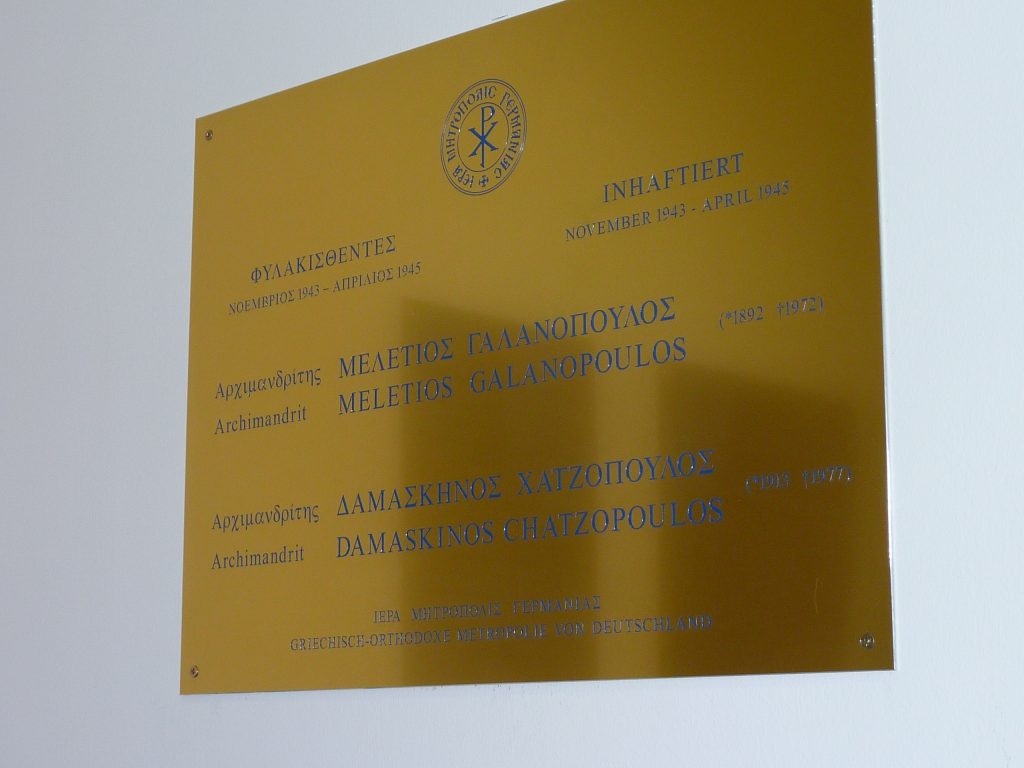 ΙΕΡΑ ΜΗΤΡΟΠΟΛΙΣ ΓΕΡΜΑΝΙΑΣ
ΦΥΛΑΚΙΣΘΕΝΤΕΣ
ΝΟΕΜΒΡΙΟΣ 1943 – ΑΠΡΙΛΙΟΣ 1945
INHAFTIERT
NOVEMBER 1943 - APRIL 1945
Αρχιμανδρίτης ΜΕΛΕΤΙΟΣ ΓΑΛΑΝΟΠΟΥΛΟΣ (*1892 †1972)
Archimandrit MELETIOS GALANOPOULOS
Αρχιμανδρίτης ΔΑΜΑΣΚΗΝΟΣ ΧΑΤΖΟΠΟΥΛΟΣ †1977)
Archimandrit DAMASKINOS CHATZOPOULOS
ΙΕΡΑ ΜΗΤΡΟΠΟΛΙΣ ΓΕΡΜΑΝΙΑΣ
GRIECHISCH-ORTHODOXE METROPOLIE VON DEUTSCHLAND